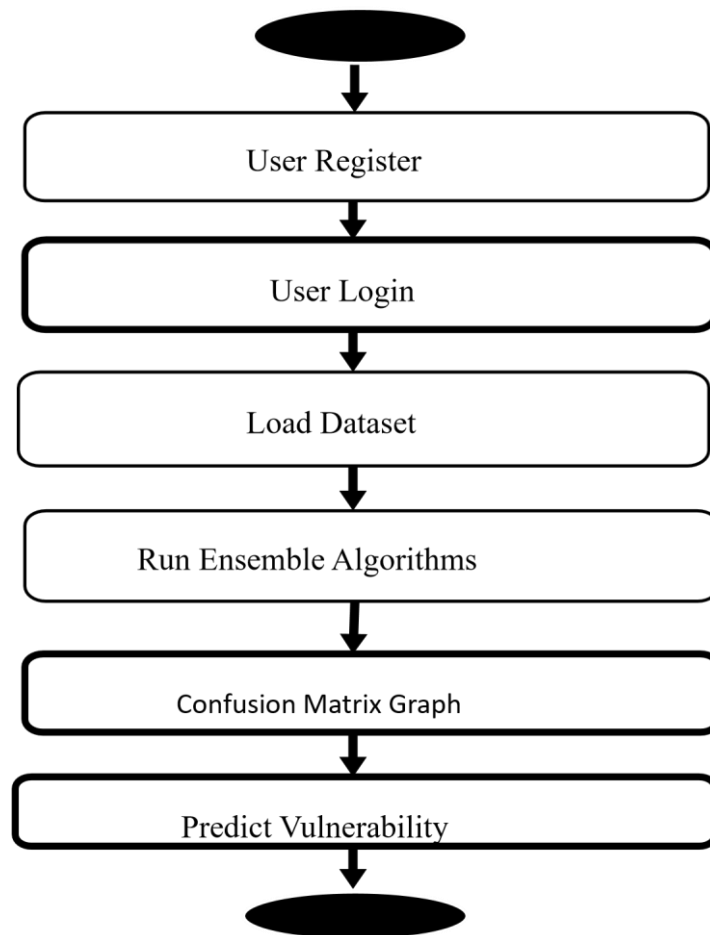 User Register
User Login
Load Dataset
Run Ensemble Algorithms
Confusion Matrix Graph
Predict Vulnerability